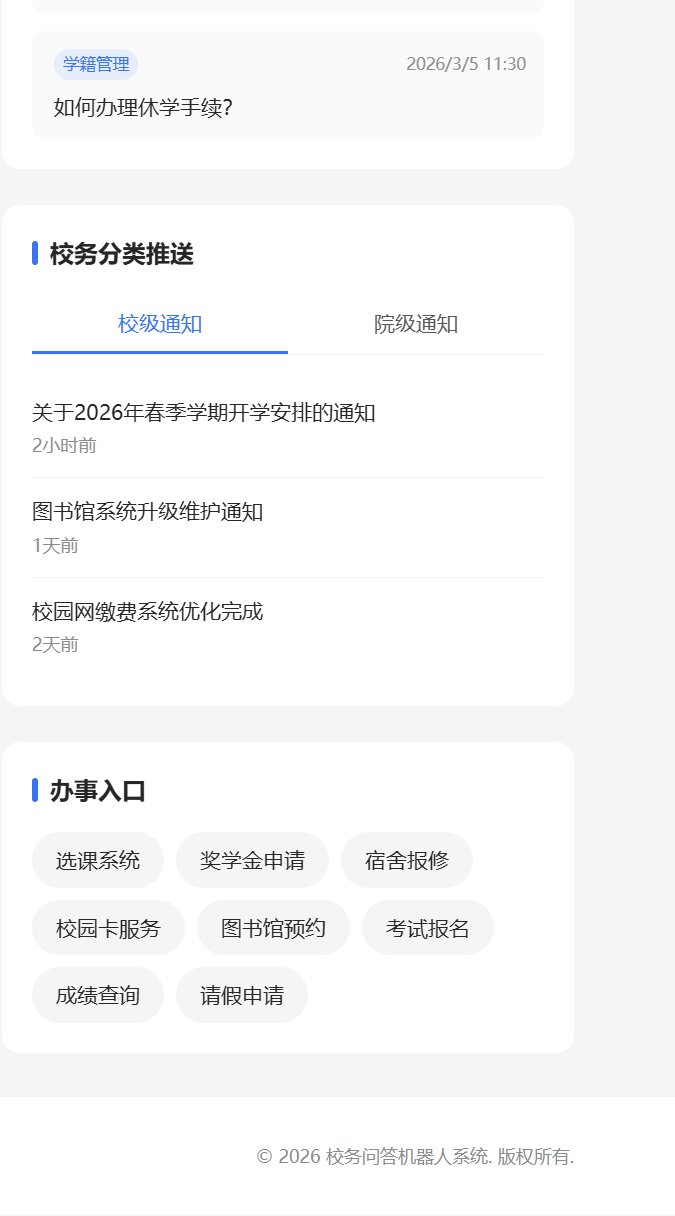 学籍管理 2026/3/5 11:30
如何办理休学手续？
校务分类推送
校级通知 院级通知
关于2026年春季学期开学安排的通知
2小时前
图书馆系统升级维护通知
1天前
校园网缴费系统优化完成
2天前
办事入口
选课系统 奖学金申请 宿舍报修
校园卡服务 图书馆预约 考试报名
成绩查询 请假申请
© 2026 校务问答机器人系统. 版权所有.